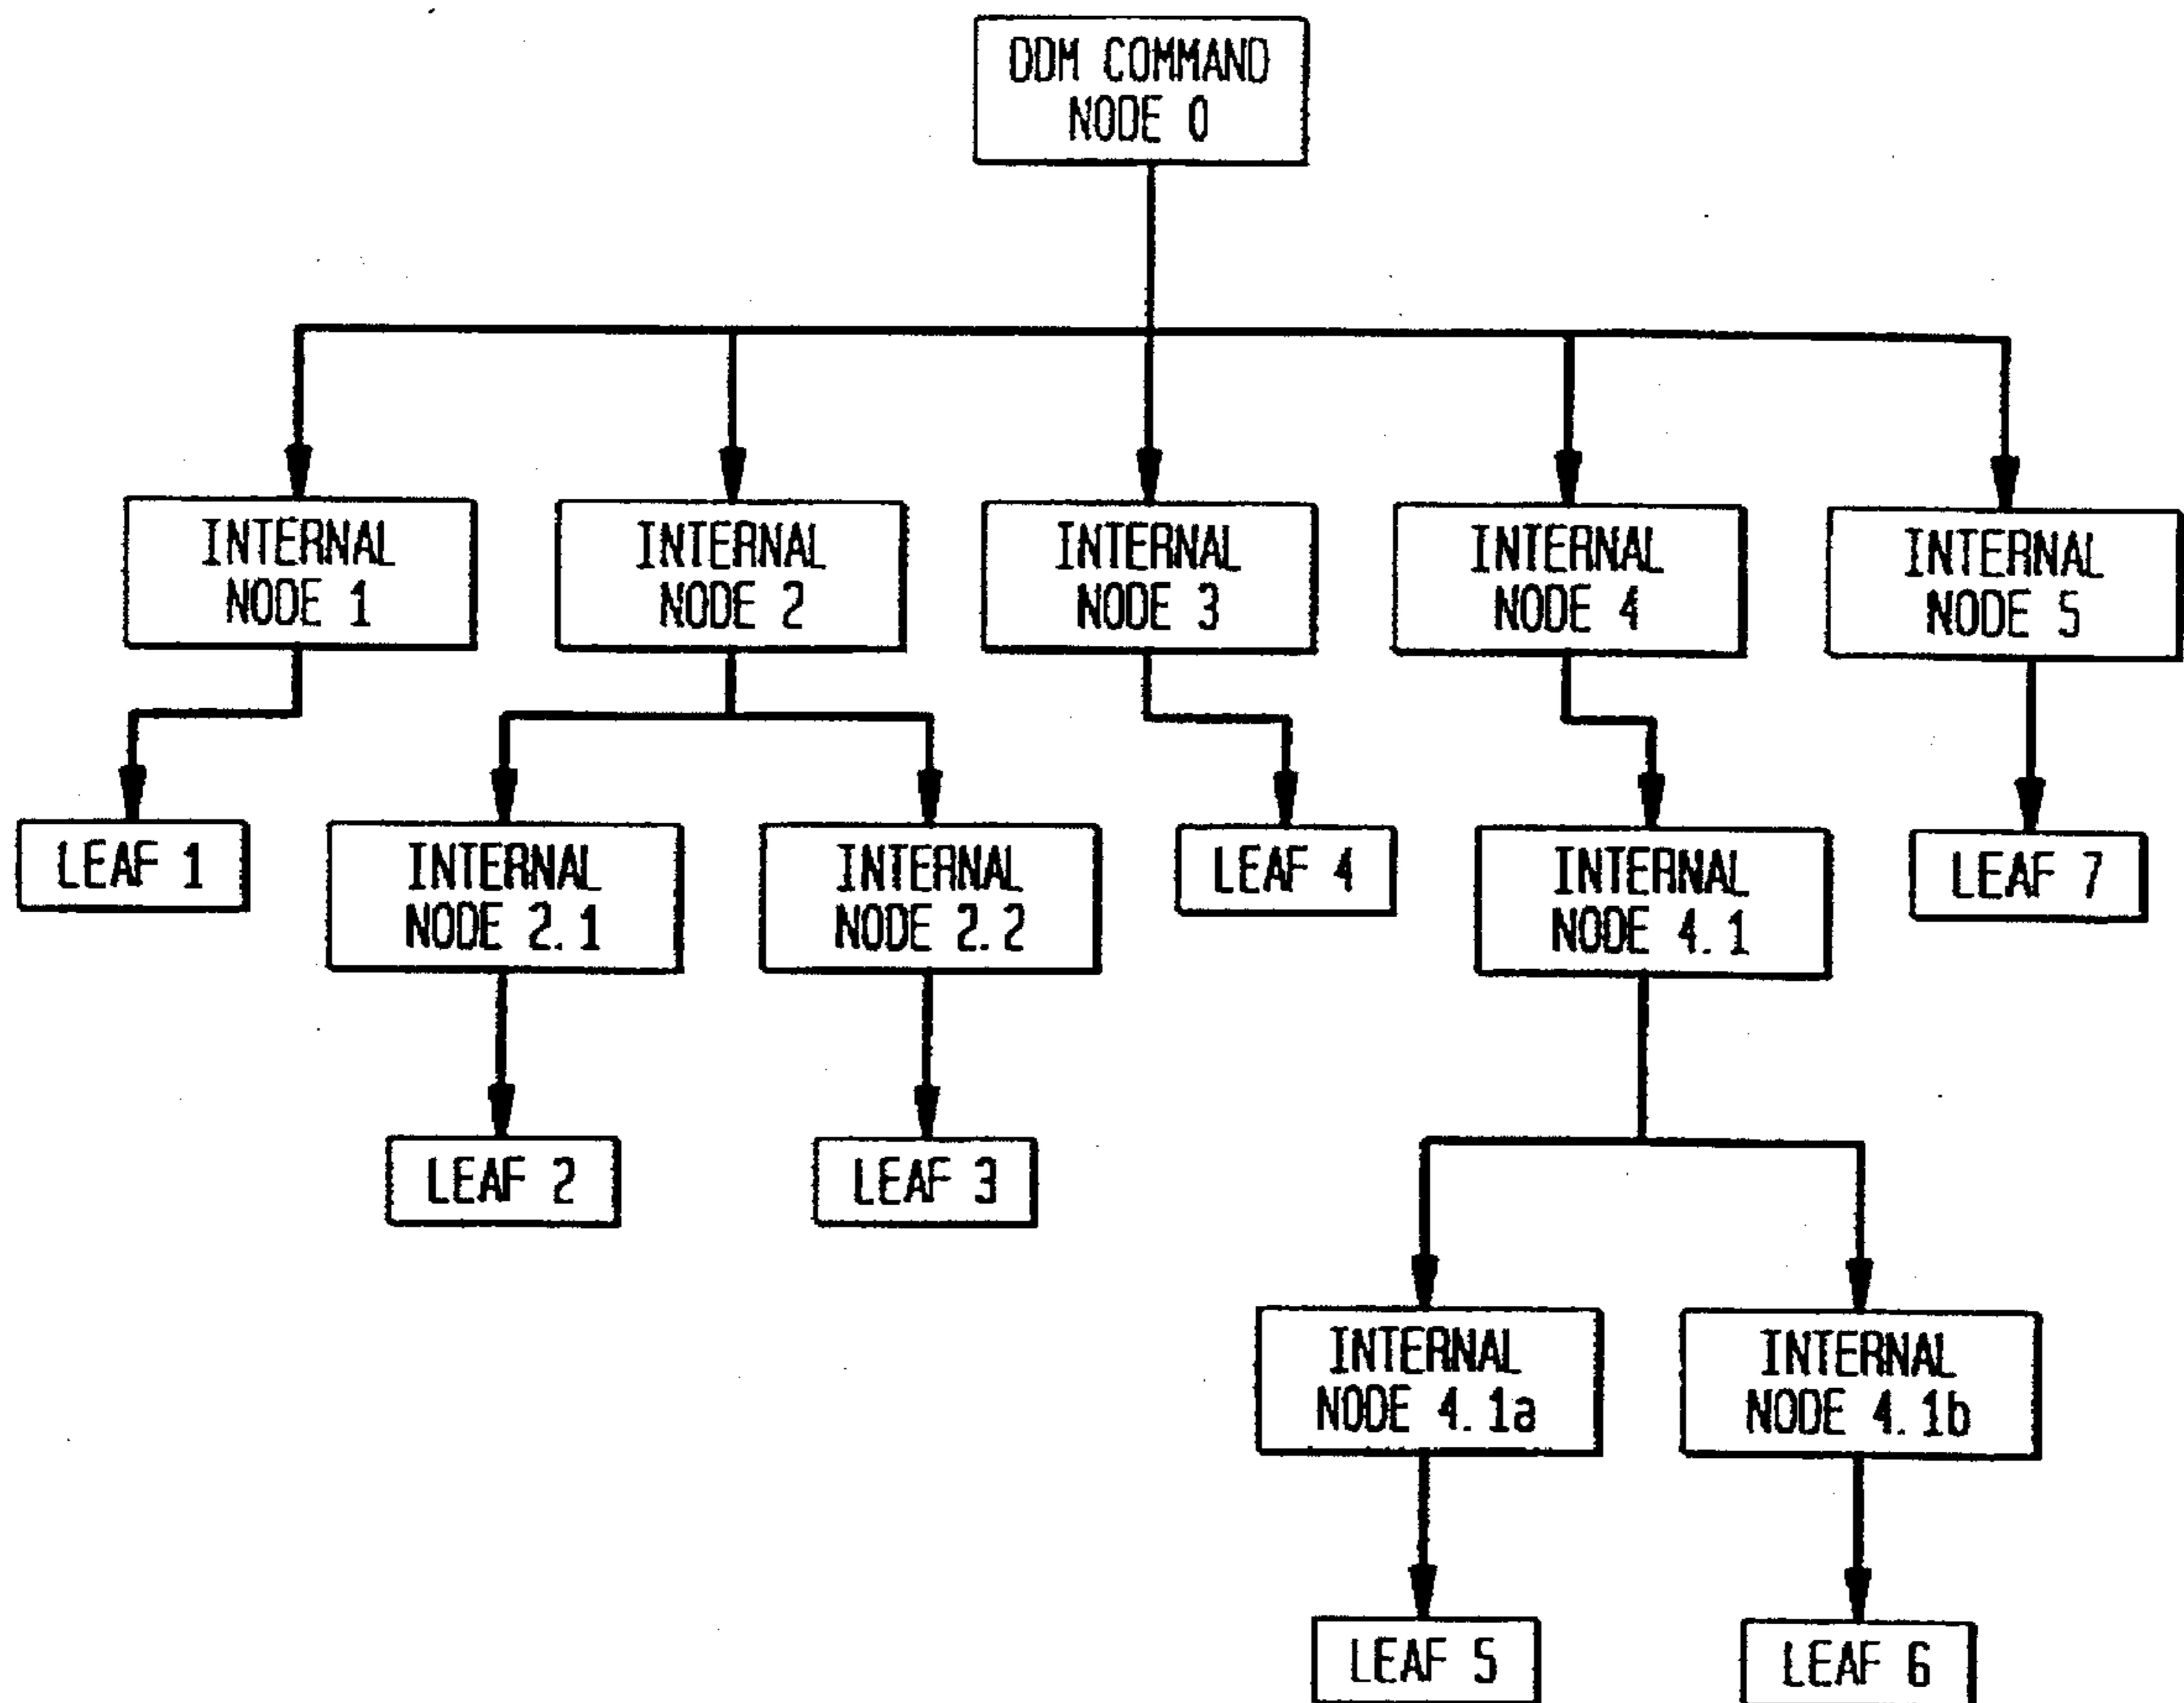 DDM COMMAND
NODE 0
INTERNAL
NODE 1
INTERNAL
NODE 2
INTERNAL
NODE 3
INTERNAL
NODE 4
INTERNAL
NODE 5
LEAF 1
INTERNAL
NODE 2.1
INTERNAL
NODE 2.2
LEAF 4
INTERNAL
NODE 4.1
LEAF 7
LEAF 2
LEAF 3
INTERNAL
NODE 4.1a
INTERNAL
NODE 4.1b
LEAF 5
LEAF 6